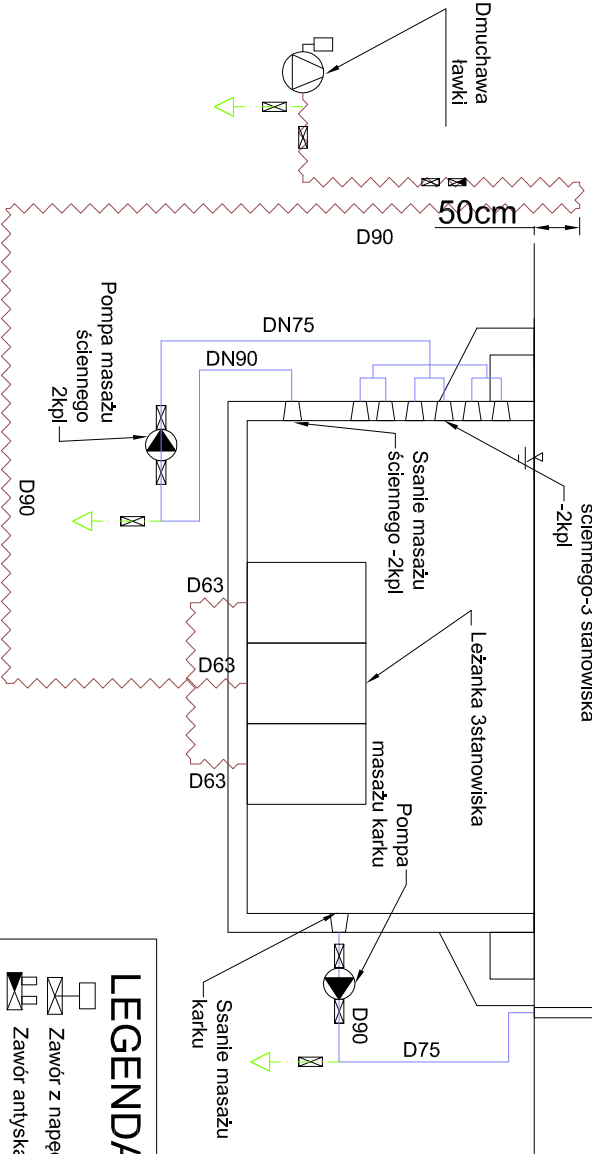 Dmuchawa
ławki
50cm
D90
DN75
DN90
Pompa masażu
ściennego
2kpl
D90
ściennego-3 stanowiska
-2kpl
Ssanie masażu
ściennego -2kpl
Leżanka 3stanowiska
D63
D63
D63
Pompa
masażu karku
D90
D75
Ssanie masażu
karku
LEGENDA
Zawór z napę
Zawór antyska